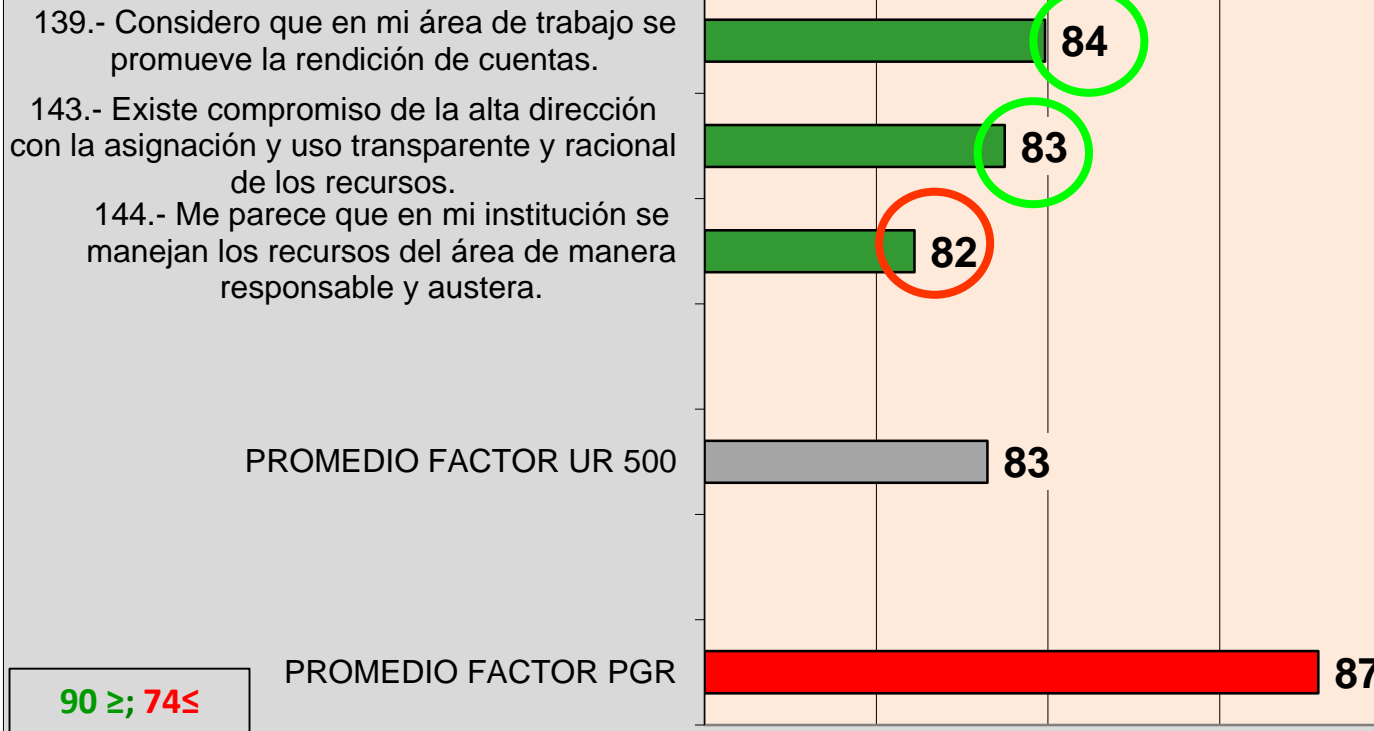 139.- Considero que en mi área de trabajo se
promueve la rendición de cuentas.
84
143.- Existe compromiso de la alta dirección
con la asignación y uso transparente y racional
de los recursos.
83
144.- Me parece que en mi institución se
manejan los recursos del área de manera
responsable y austera.
82
PROMEDIO FACTOR UR 500
83
PROMEDIO FACTOR PGR
87
90 ≥; 74≤